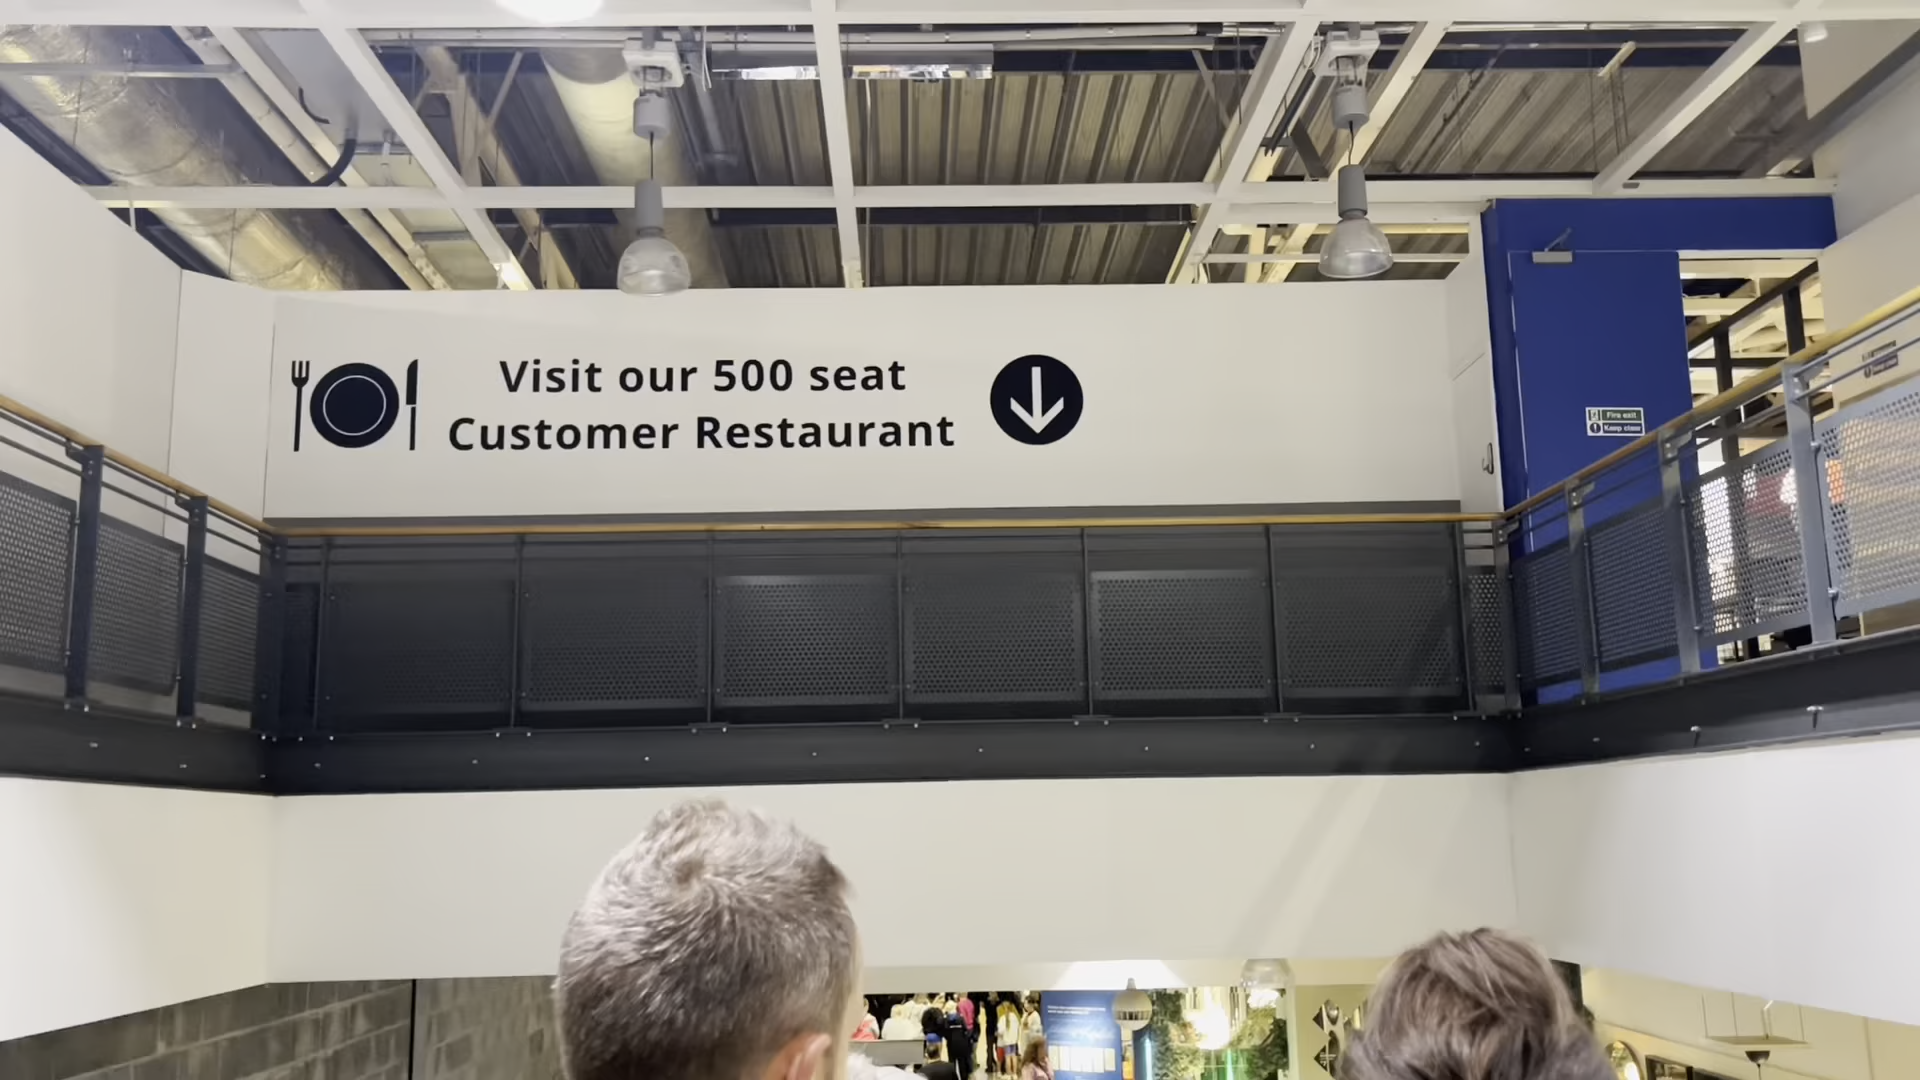 Visit our 500 seat
Customer Restaurant
Fire exit
Keep clear